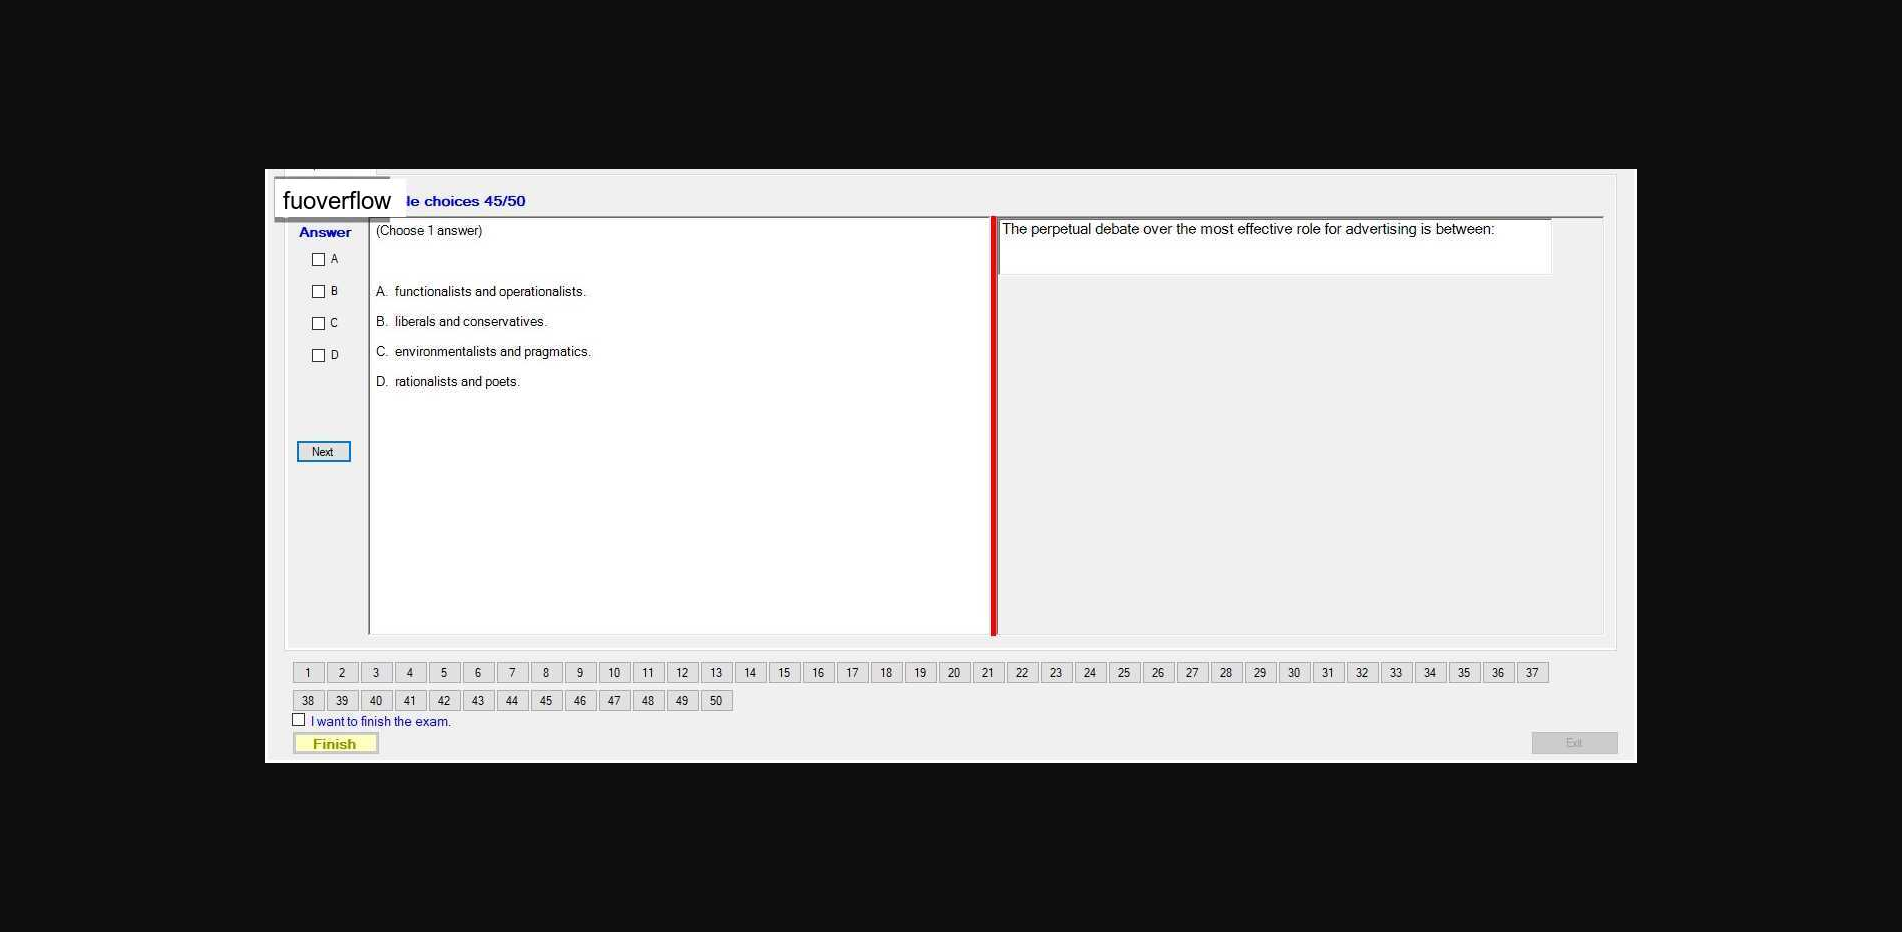 fuoverflow
le choices 45/50
Answer
(Choose 1 answer)
The perpetual debate over the most effective role for advertising is between:
A
B
C
D
A. functionalists and operationalists.
B. liberals and conservatives.
C. environmentalists and pragmatics.
D. rationalists and poets.
Next
1 2 3 4 5 6 7 8 9 10 11 12 13 14 15 16 17 18 19 20 21 22 23 24 25 26 27 28 29 30 31 32 33 34 35 36 37
38 39 40 41 42 43 44 45 46 47 48 49 50
I want to finish the exam.
Finish
Exit